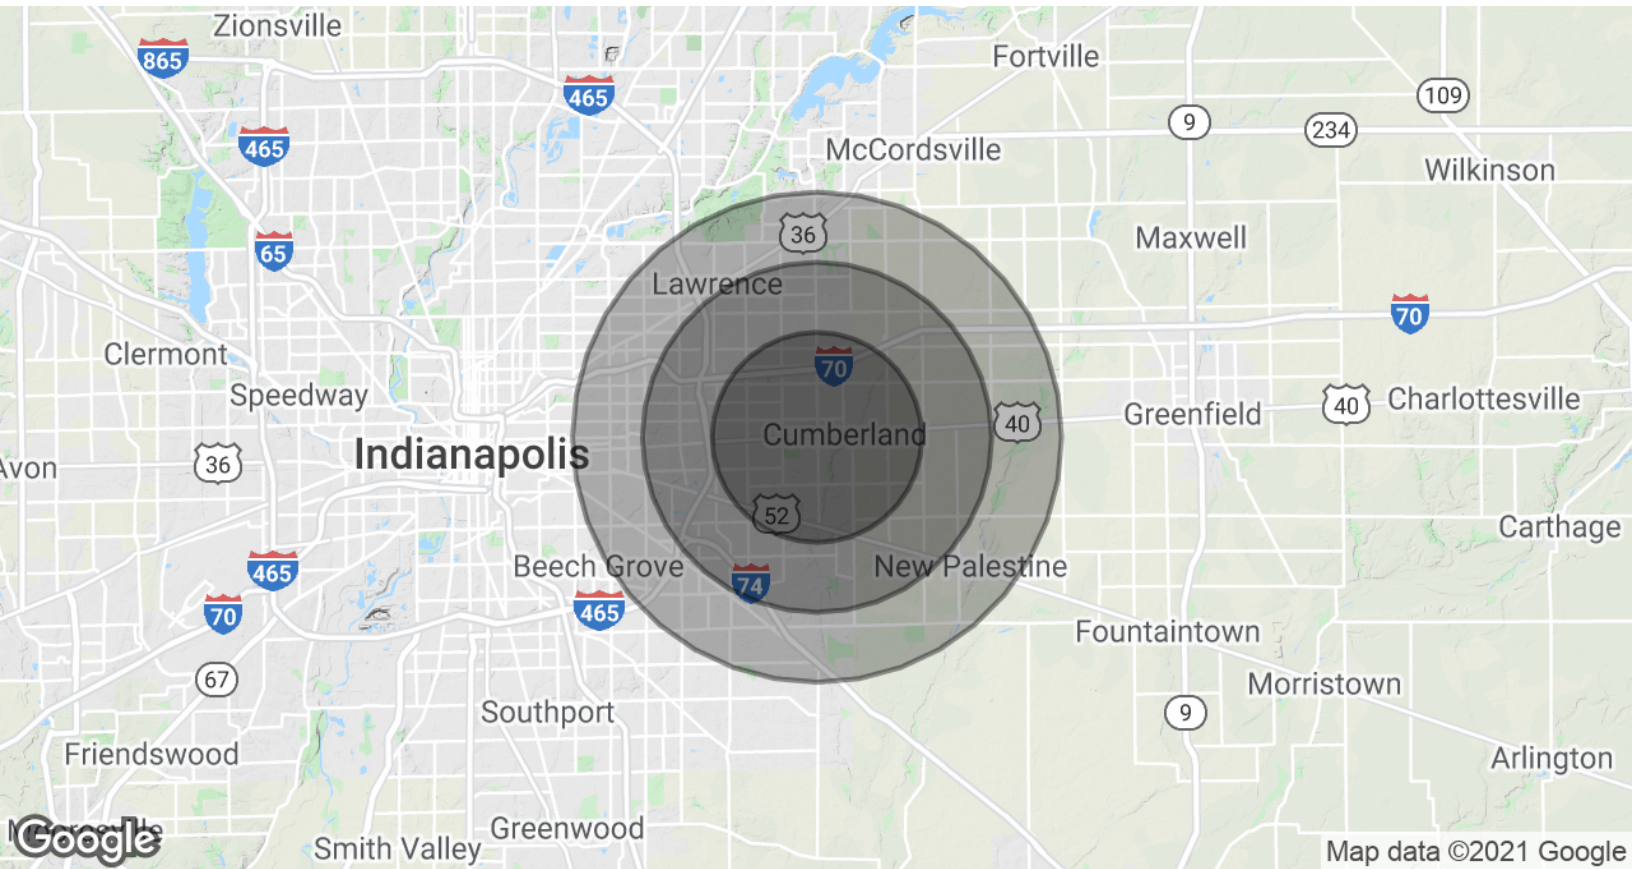 Zionsville
865
465
Fortville
109
9
234
465
McCordsville
Wilkinson
36
Maxwell
65
Lawrence
70
Clermont
70
Speedway
40
Charlottesville
40
Greenfield
Cumberland
Indianapolis
36
Avon
52
Carthage
465
Beech Grove
74
New Palestine
70
465
Fountaintown
67
Morristown
9
Southport
Friendswood
Arlington
Greenwood
Google
Smith Valley
Map data ©2021 Google